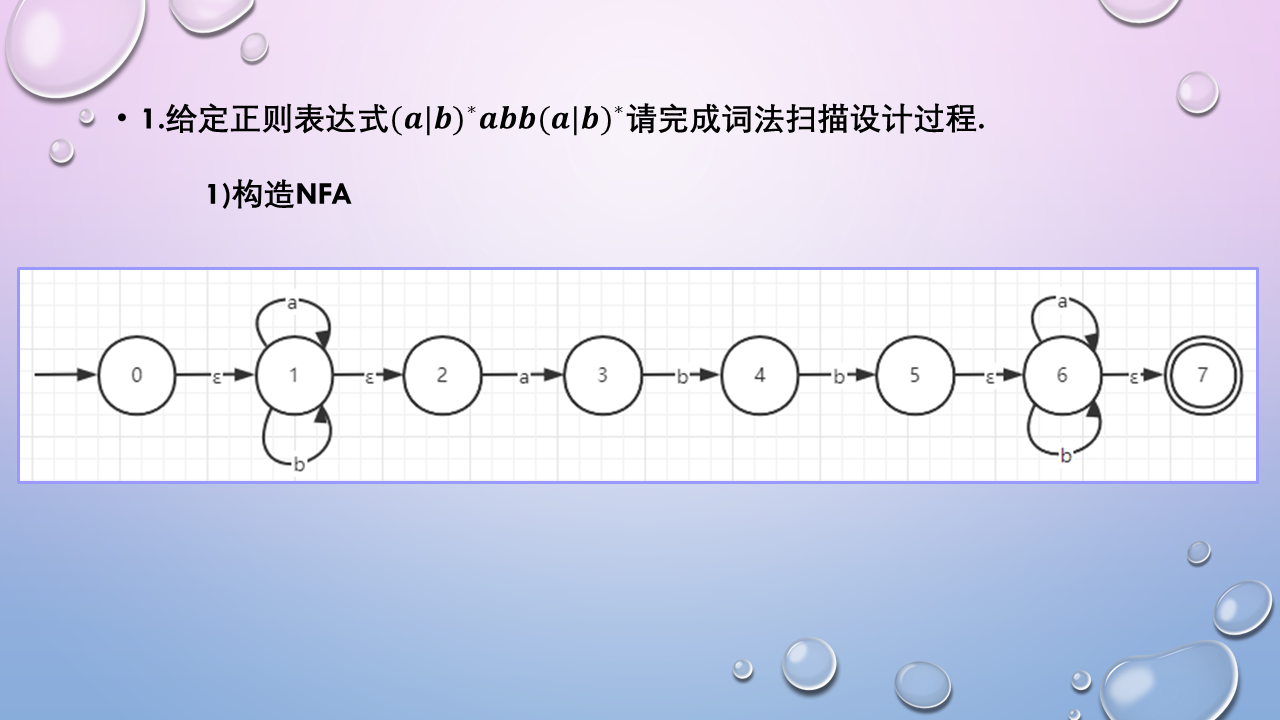 • 1.给定正则表达式(a|b)*abb(a|b)*请完成词法扫描设计过程.
1)构造NFA
a a
0 ε 1 ε 2 a 3 b 4 b 5 ε 6 ε 7
b b